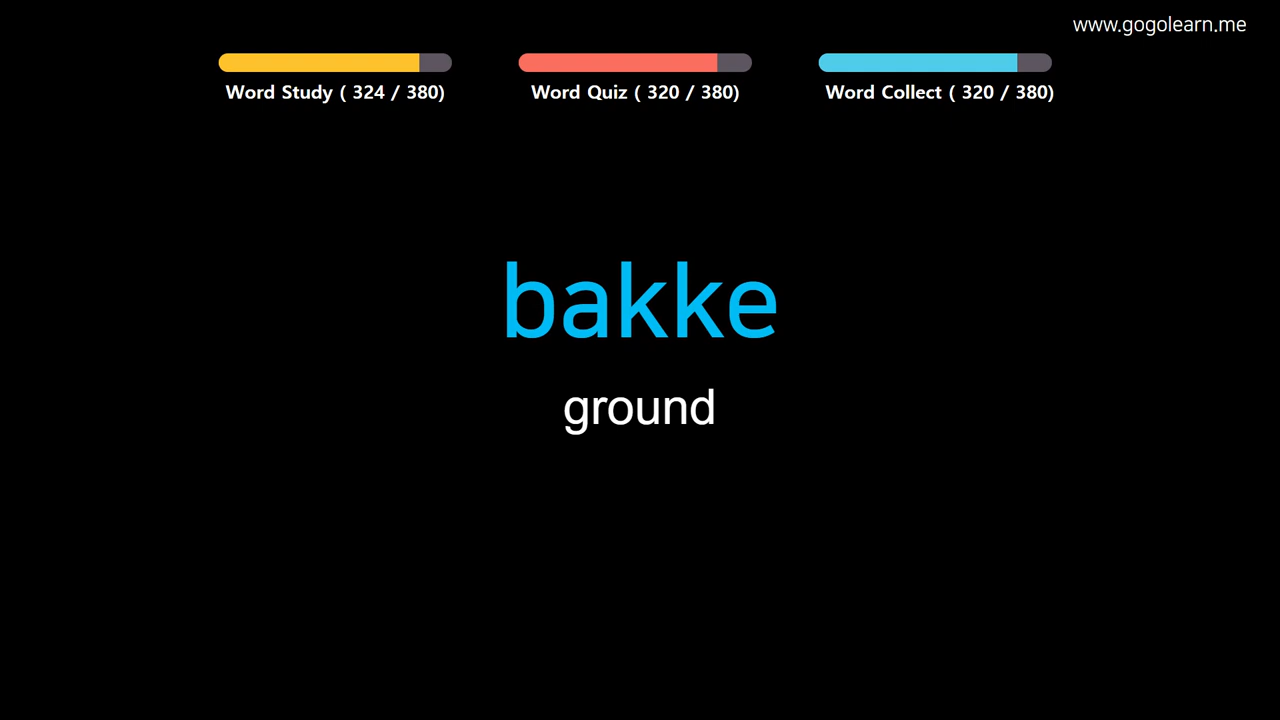 www.gogolearn.me
Word Study ( 324 / 380)
Word Quiz ( 320 / 380)
Word Collect ( 320 / 380)
bakke
ground